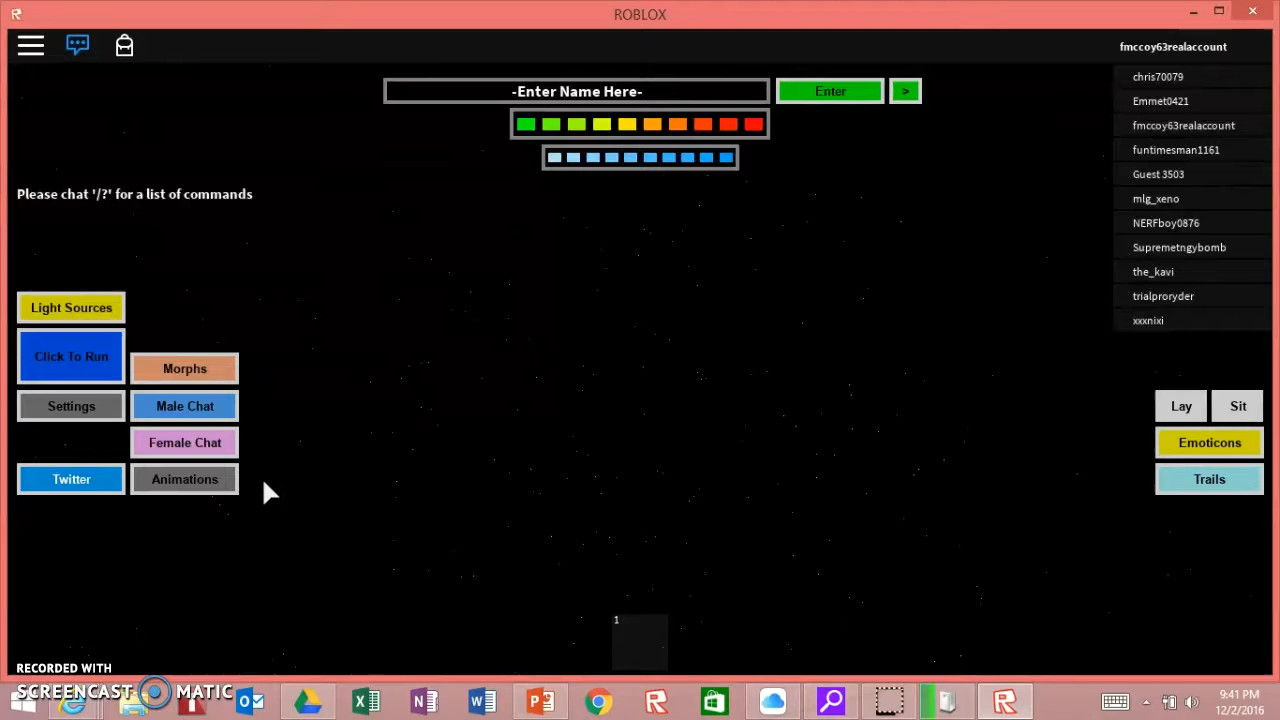 ROBLOX
fmccoy63realaccount
-Enter Name Here-
Enter
>
chris70079
Emmet0421
fmccoy63realaccount
funtimesman1161
Guest 3503
mlg_xeno
NERFboy0876
Supremetngybomb
the_kavi
trialproryder
xxxnixi
Please chat '/?' for a list of commands
Light Sources
Click To Run
Morphs
Settings
Male Chat
Female Chat
Twitter
Animations
Lay
Sit
Emoticons
Trails
1
RECORDED WITH
SCREENCAST MATIC
9:41 PM
12/2/2016